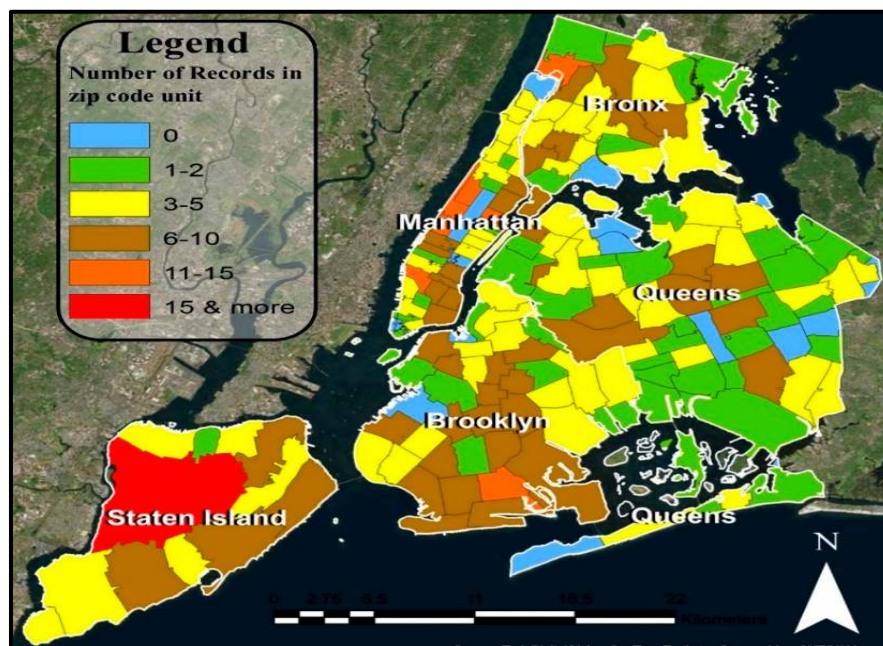 Legend
Number of Records in
zip code unit
0
1-2
3-5
6-10
11-15
15 & more
Bronx
Manhattan
Queens
Brooklyn
Staten Island
Queens
N
0 2.75 5.5 11 16.5 22
Kilometers